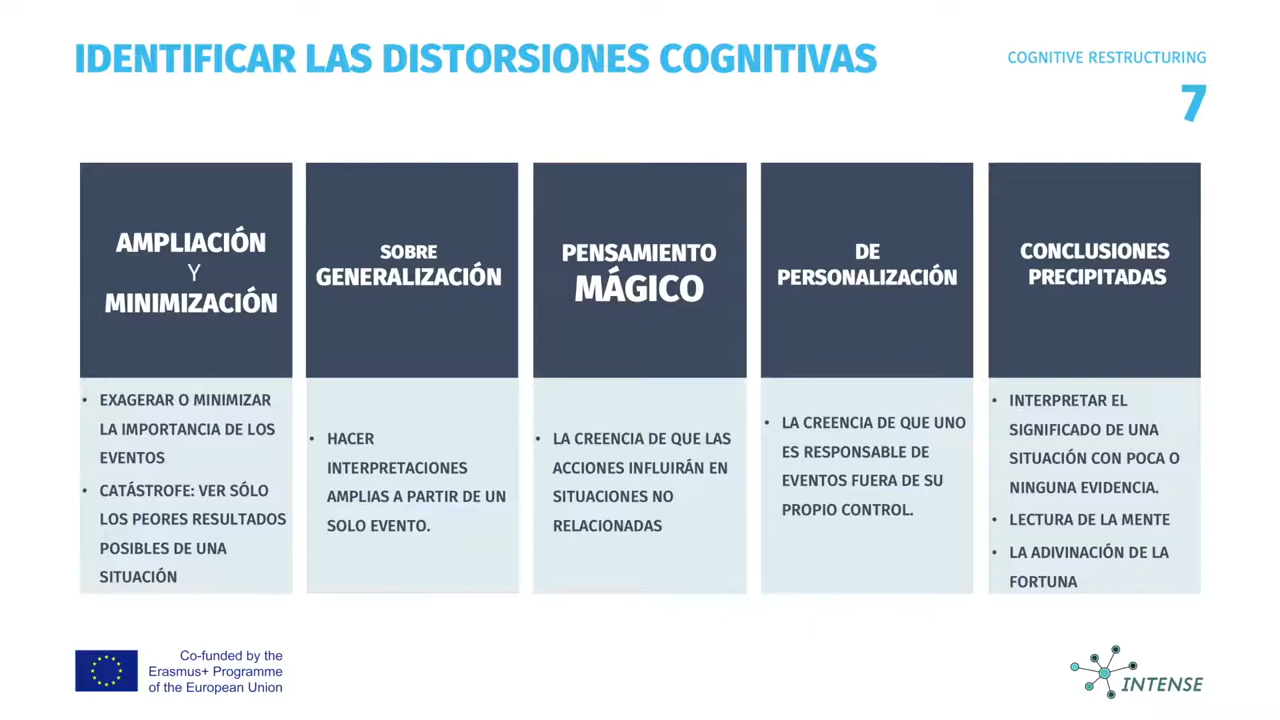 IDENTIFICAR LAS DISTORSIONES COGNITIVAS
COGNITIVE RESTRUCTURING
7
AMPLIACIÓN
Y
MINIMIZACIÓN
• EXAGERAR O MINIMIZAR
LA IMPORTANCIA DE LOS
EVENTOS
• CATÁSTROFE: VER SÓLO
LOS PEORES RESULTADOS
POSIBLES DE UNA
SITUACIÓN
SOBRE
GENERALIZACIÓN
• HACER
INTERPRETACIONES
AMPLIAS A PARTIR DE UN
SOLO EVENTO.
PENSAMIENTO
MÁGICO
• LA CREENCIA DE QUE LAS
ACCIONES INFLUIRÁN EN
SITUACIONES NO
RELACIONADAS
DE
PERSONALIZACIÓN
• LA CREENCIA DE QUE UNO
ES RESPONSABLE DE
EVENTOS FUERA DE SU
PROPIO CONTROL.
CONCLUSIONES
PRECIPITADAS
• INTERPRETAR EL
SIGNIFICADO DE UNA
SITUACIÓN CON POCA O
NINGUNA EVIDENCIA.
• LECTURA DE LA MENTE
• LA ADIVINACIÓN DE LA
FORTUNA
Co-funded by the
Erasmus+ Programme
of the European Union
INTENSE